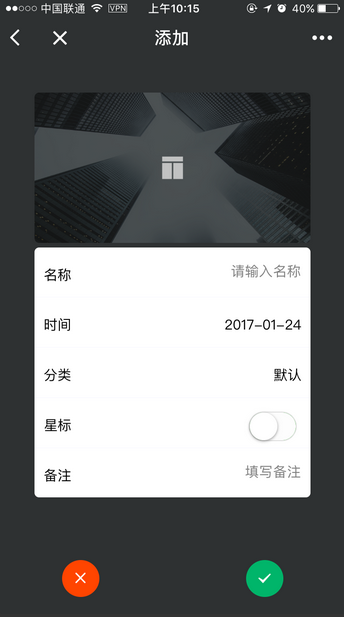 中国联通 VPN 上午10:15 40%
添加
名称 请输入名称
时间 2017-01-24
分类 默认
星标
备注 填写备注